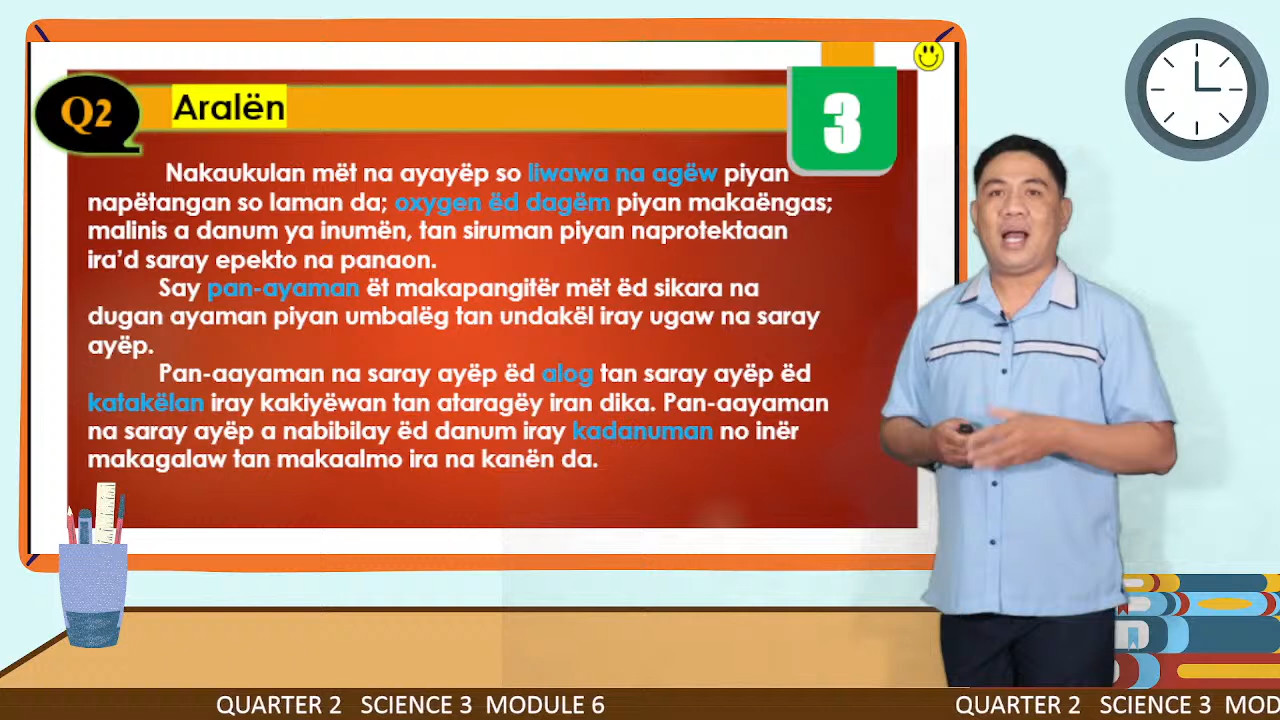 Q2
Aralën
3
Nakaukulan mët na ayayëp so liwawa na agëw piyan
napëtangan so laman da; oxygen ëd dagëm piyan makaëngas;
malinis a danum ya inumën, tan siruman piyan naprotektaan
ira’d saray epekto na panaon.
Say pan-ayaman ët makapangitër mët ëd sikara na
dugan ayaman piyan umbalëg tan undakël iray ugaw na saray
ayëp.
Pan-aayaman na saray ayëp ëd alog tan saray ayëp ëd
katakëlan iray kakiyëwan tan ataragëy iran dika. Pan-aayaman
na saray ayëp a nabibilay ëd danum iray kadanuman no inër
makagalaw tan makaalmo ira na kanën da.
QUARTER 2 SCIENCE 3 MODULE 6
QUARTER 2 SCIENCE 3 MOD